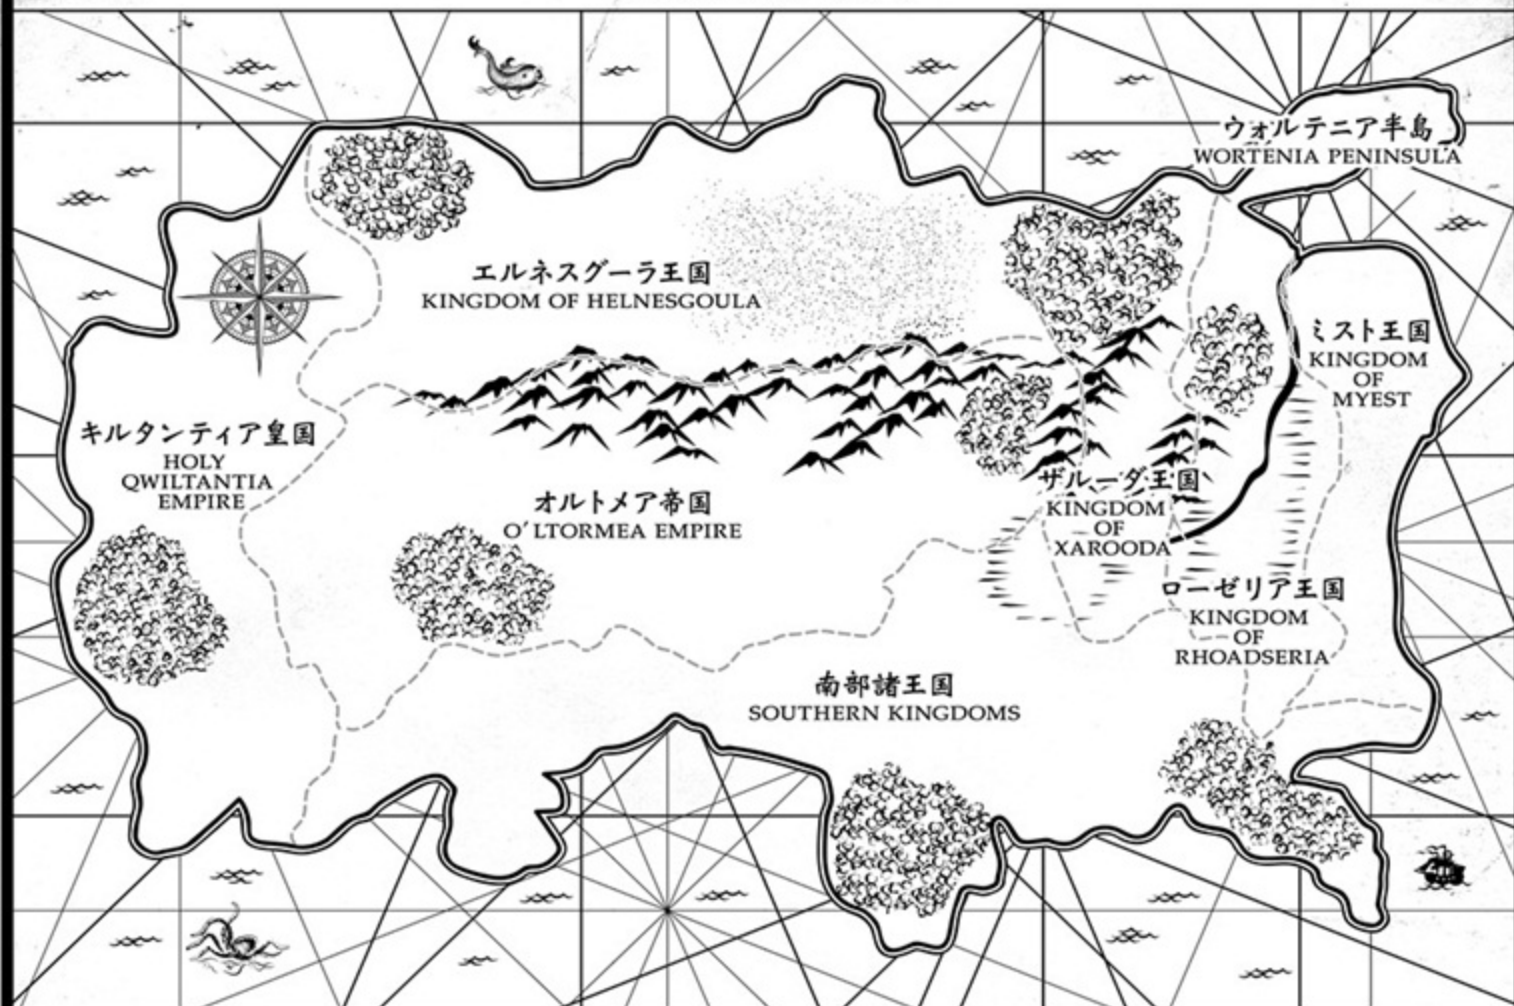 ウォルテニア半島
WORTENIA PENINSULA
エルネスグーラ王国
KINGDOM OF HELNESGOULA
ミスト王国
KINGDOM
OF
MYEST
キルタンティア皇国
HOLY
QWILTANTIA
EMPIRE
オルトメア帝国
O'LTORMEA EMPIRE
ザルーダ王国
KINGDOM
OF
XAROODA
ローゼリア王国
KINGDOM
OF
RHOADSERIA
南部諸王国
SOUTHERN KINGDOMS